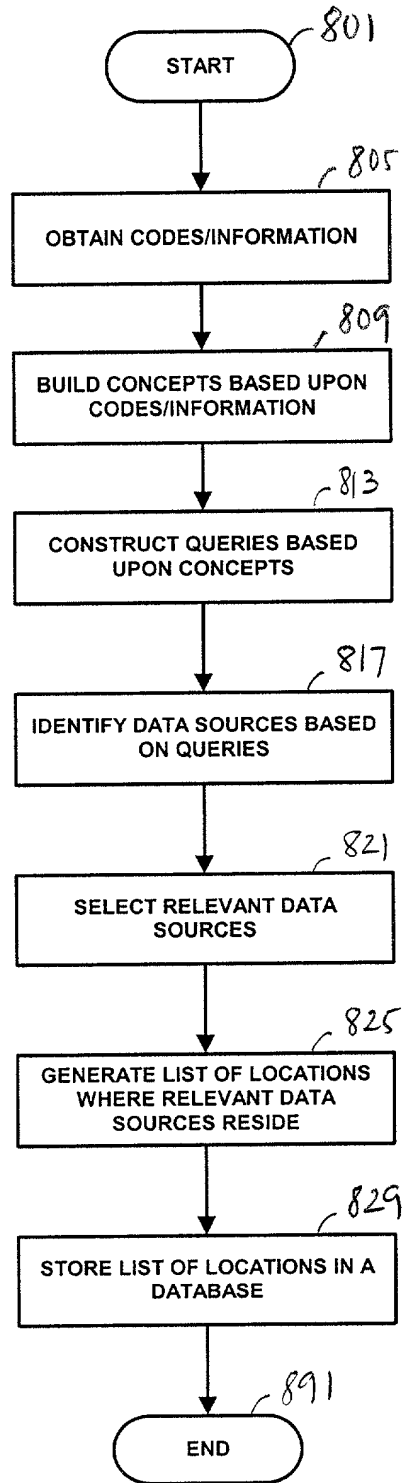 801
START
805
OBTAIN CODES/INFORMATION
809
BUILD CONCEPTS BASED UPON
CODES/INFORMATION
813
CONSTRUCT QUERIES BASED
UPON CONCEPTS
817
IDENTIFY DATA SOURCES BASED
ON QUERIES
821
SELECT RELEVANT DATA
SOURCES
825
GENERATE LIST OF LOCATIONS
WHERE RELEVANT DATA
SOURCES RESIDE
829
STORE LIST OF LOCATIONS IN A
DATABASE
891
END